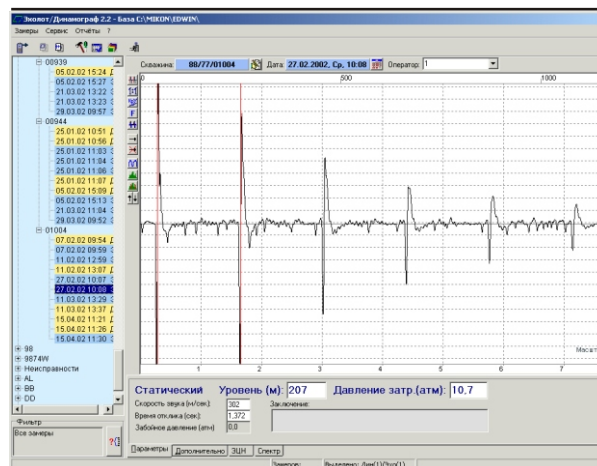 Эхолот/Динамограф 2.2 - База C:\MIKON\EDWIN\
Замеры Сервис Отчёты ?
Скважина: 88/77/01004 Дата: 27.02.2002, Ср, 10:08 Оператор: 1
00939
05.02.02 15:24 Д
05.02.02 15:27 Э
21.03.02 13:22 Э
21.03.02 13:23 Э
29.03.02 09:57 Э
00944
25.01.02 10:51 Д
25.01.02 10:56 Д
25.01.02 11:03 Э
25.01.02 11:04 Э
25.01.02 11:06 Э
25.01.02 11:07 Д
05.02.02 15:09 Д
05.02.02 15:13 Э
21.03.02 11:04 Э
29.03.02 09:52 Э
01004
07.02.02 09:54 Д
07.02.02 09:59 Э
11.02.02 12:59 Э
11.02.02 13:07 Д
27.02.02 10:07 Э
27.02.02 10:08 Э
11.03.02 13:29 Э
11.03.02 13:37 Д
15.04.02 11:21 Д
15.04.02 11:26 Д
15.04.02 11:30 Э
98
9874W
Неисправности
AL
BB
DD
Фильтр
Все замеры
0 500 1000
Масшт
1 2 3 4 5 6 7
Статический Уровень (м): 207 Давление затр.(атм): 10,7
Скорость звука (м/сек): 302 Заключение:
Время отклика (сек): 1,372
Забойное давление (атм) 0,0
Параметры Дополнительно ЭЦН Спектр
Замеров: Выделено: Дин(1)/Эхо(1)